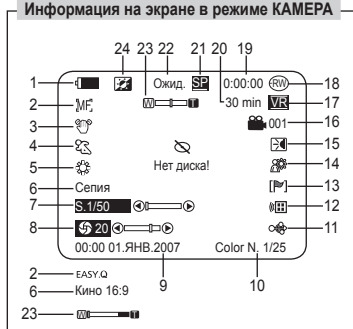 Информация на экране в режиме КАМЕРА
24 23 22 21 20 19
1 Ожид. SP 0:00:00 RW 18
2 MF W T 30 min VR 17
3 001 16
4 15
5 Нет диска! 14
6 Сепия 13
7 S.1/50 12
8 20 11
00:00 01.ЯНВ.2007 Color N. 1/25
2 EASY.Q 9 10
6 Кино 16:9
23 W T